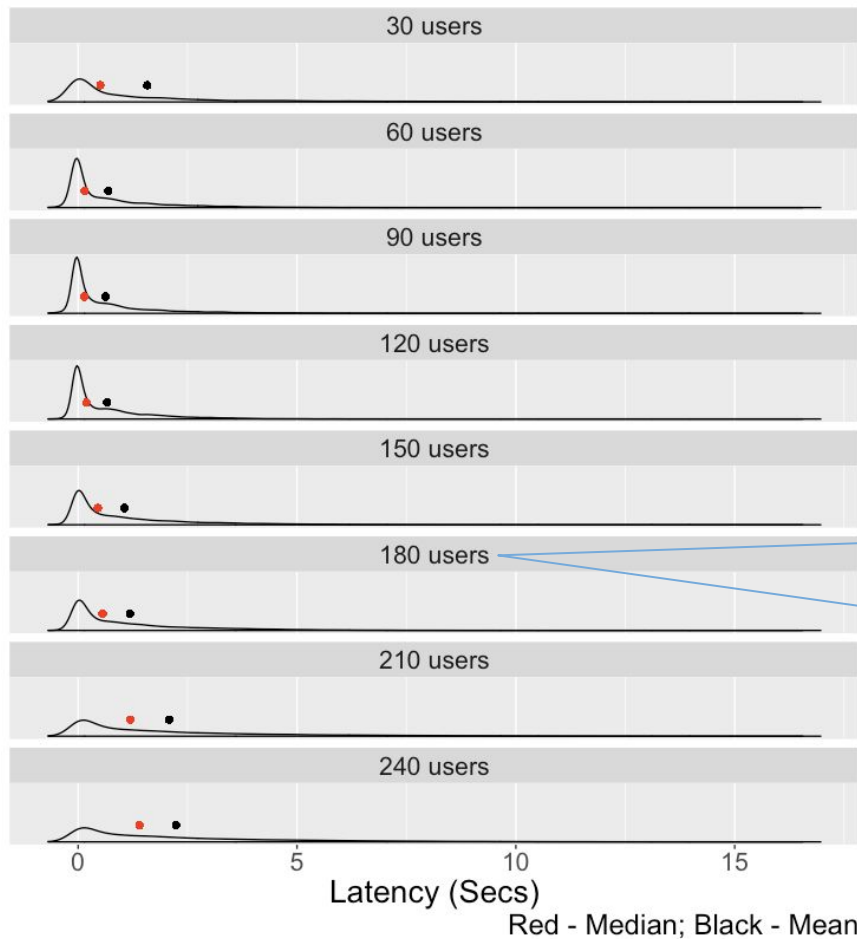 30 users
60 users
90 users
120 users
150 users
180 users
210 users
240 users
0 5 10 15
Latency (Secs)
Red - Median; Black - Mean